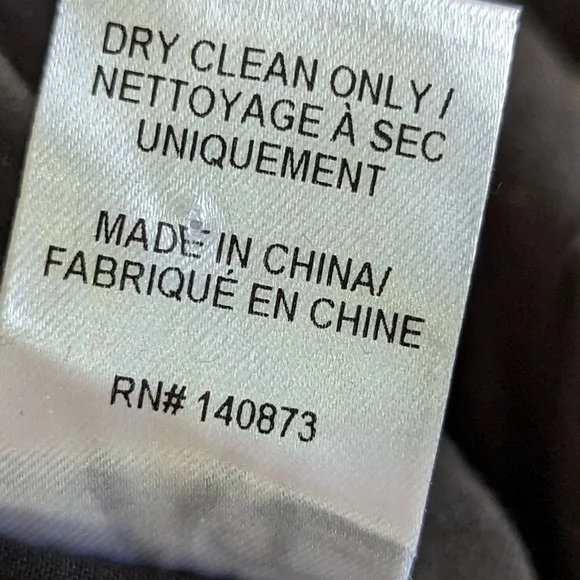 DRY CLEAN ONLY /
NETTOYAGE À SEC
UNIQUEMENT
MADE IN CHINA/
FABRIQUÉ EN CHINE
RN# 140873